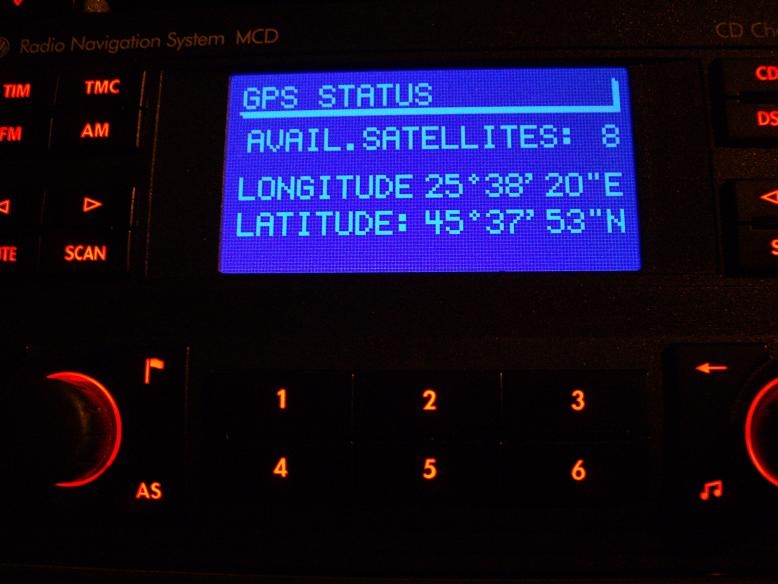 Radio Navigation System MCD
CD
TIM TMC
FM AM
SCAN
GPS STATUS
AVAIL.SATELLITES: 8
LONGITUDE 25°38' 20"E
LATITUDE: 45°37' 53"N
CD
DS
1 2 3
4 5 6
AS